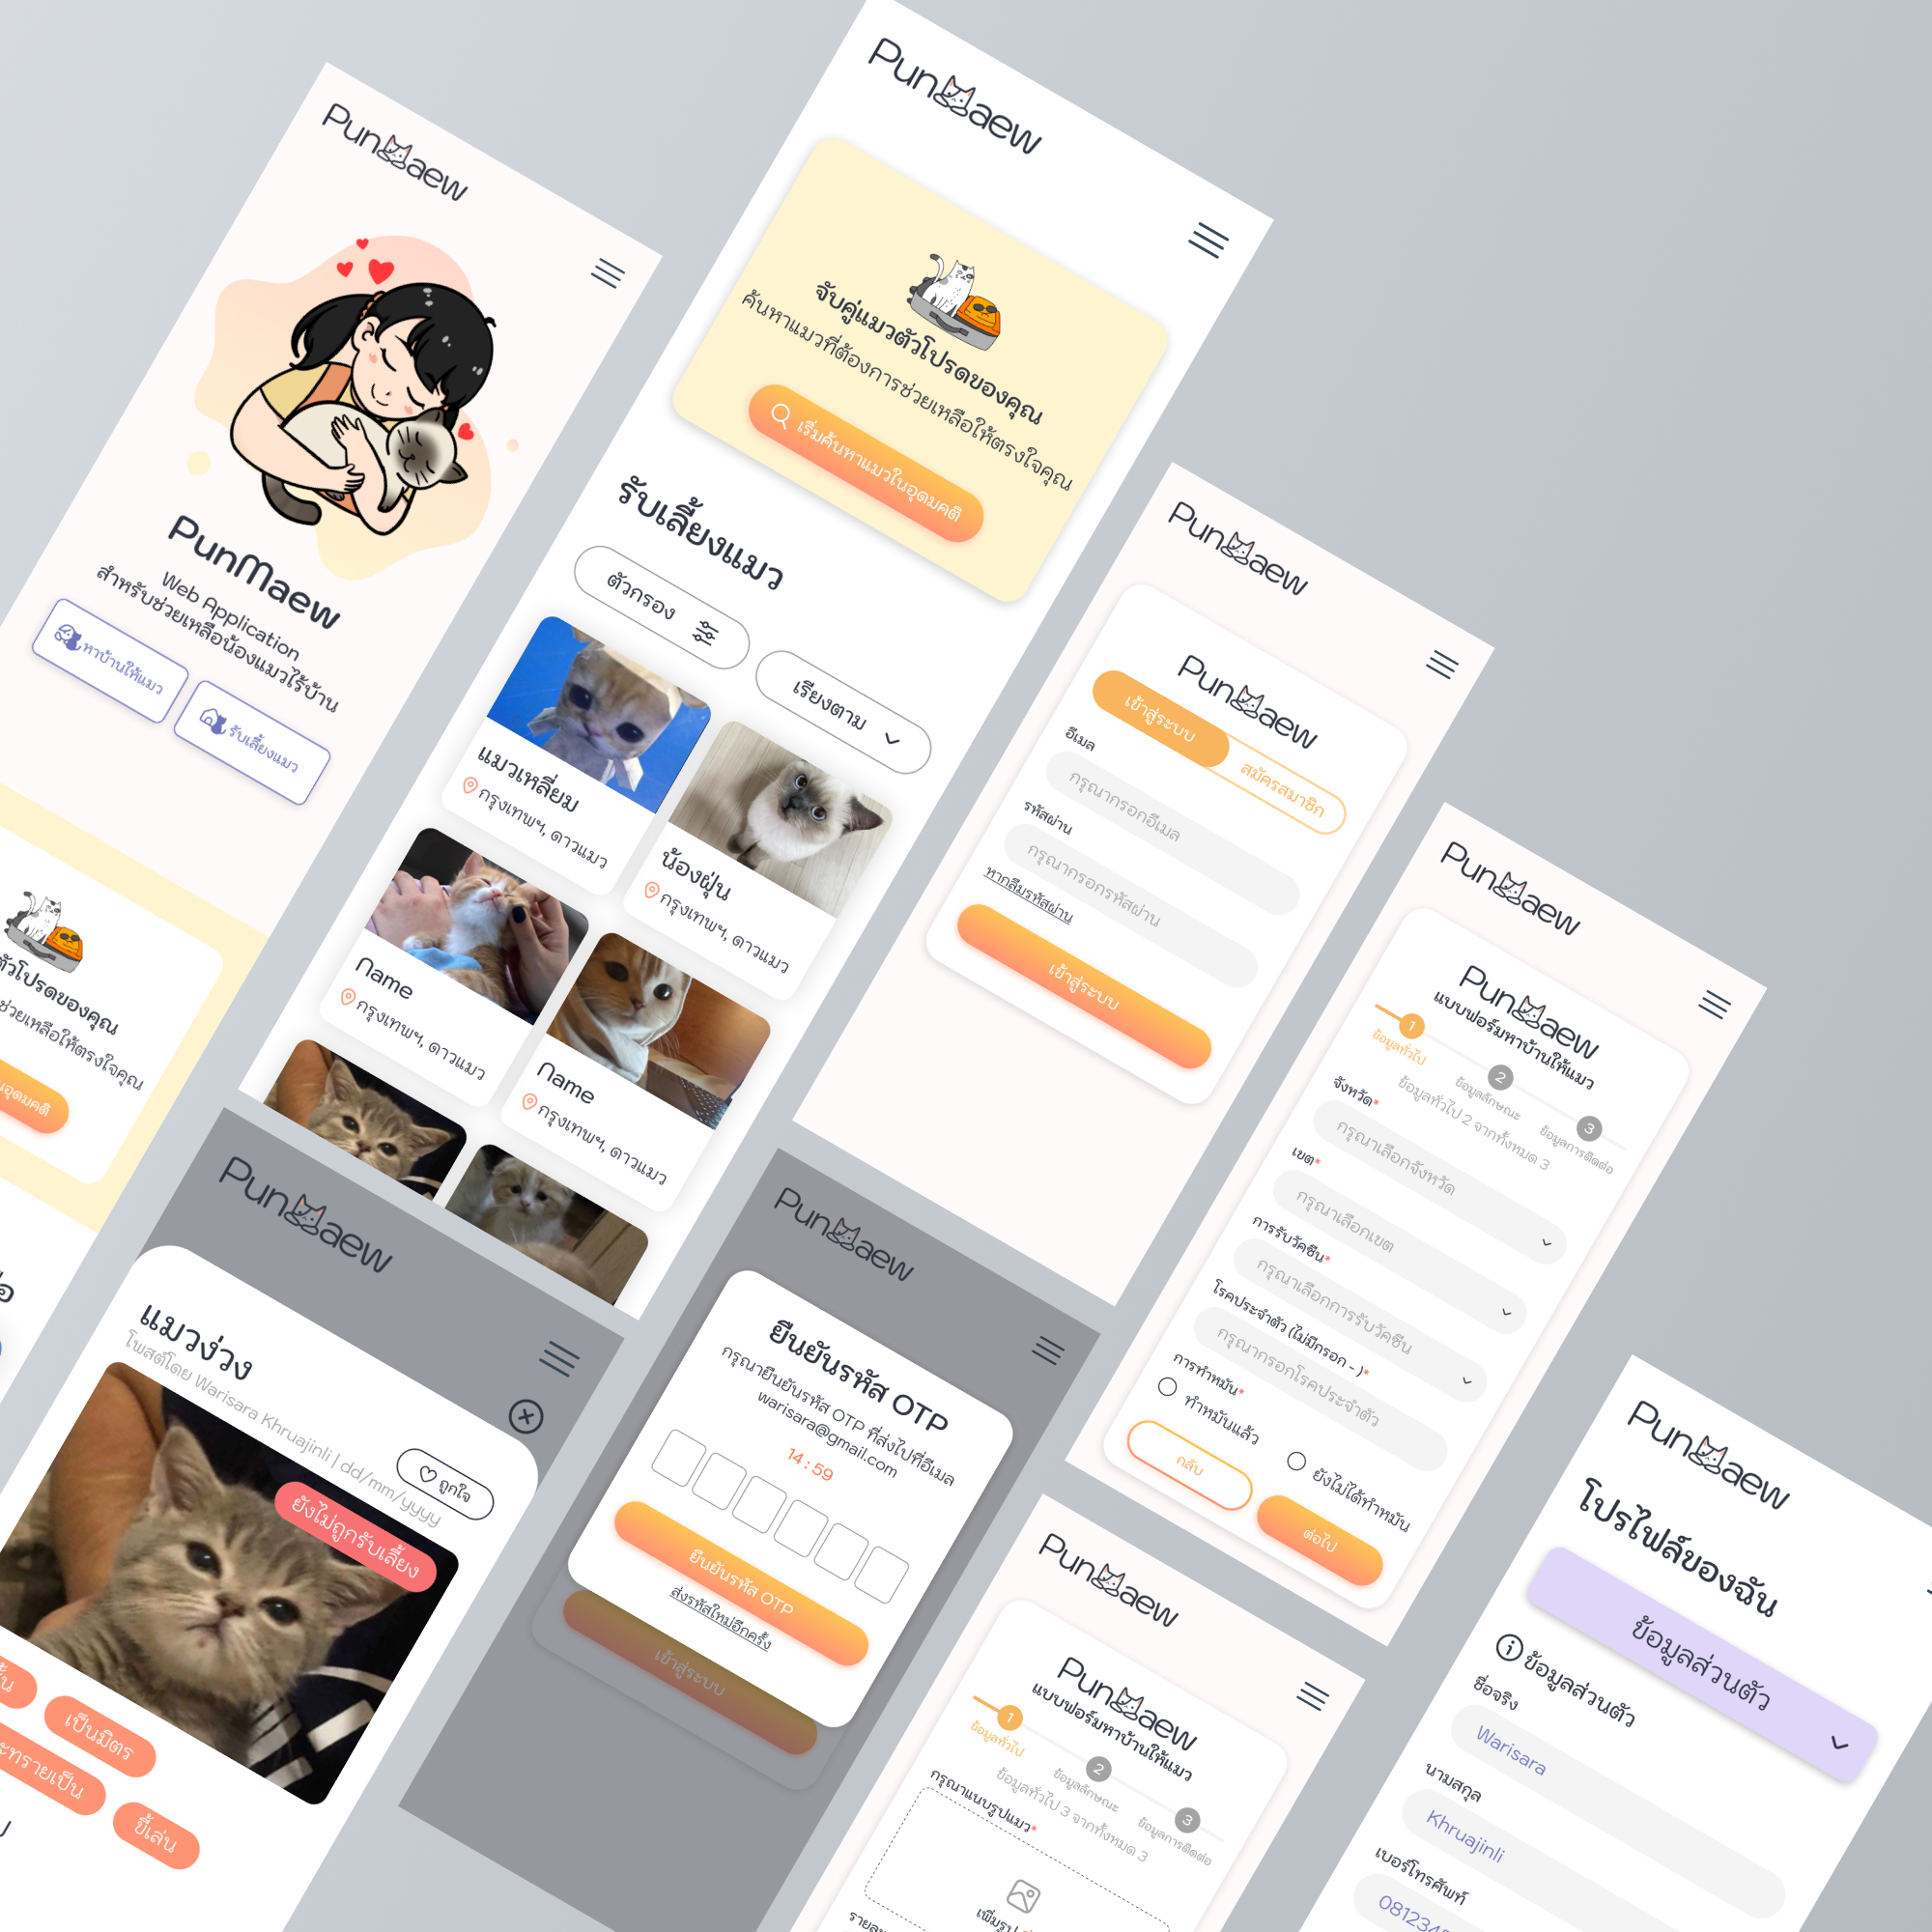 PunMaew
PunMaew
Web Application
สำหรับช่วยเหลือน้องแมวไร้บ้าน
หาบ้านให้แมว
รับเลี้ยงแมว
ตัวโปรดของคุณ
ช่วยเหลือให้ตรงใจคุณ
อุดมคติ
PunMaew
จับคู่แมวตัวโปรดของคุณ
ค้นหาแมวที่ต้องการช่วยเหลือให้ตรงใจคุณ
เริ่มค้นหาแมวในอุดมคติ
รับเลี้ยงแมว
ตัวกรอง
เรียงตาม
แมวเหลี่ยม
กรุงเทพฯ, ดาวแมว
น้องฝุ่น
กรุงเทพฯ, ดาวแมว
Name
กรุงเทพฯ, ดาวแมว
Name
กรุงเทพฯ, ดาวแมว
PunMaew
PunMaew
เข้าสู่ระบบ
สมัครสมาชิก
อีเมล
กรุณากรอกอีเมล
รหัสผ่าน
กรุณากรอกรหัสผ่าน
หากลืมรหัสผ่าน
เข้าสู่ระบบ
PunMaew
PunMaew
แบบฟอร์มหาบ้านให้แมว
1
ข้อมูลทั่วไป
2
ข้อมูลลักษณะ
3
ข้อมูลการติดต่อ
ข้อมูลทั่วไป 2 จากทั้งหมด 3
จังหวัด*
กรุณาเลือกจังหวัด
เขต*
กรุณาเลือกเขต
การรับวัคซีน*
กรุณาเลือกการรับวัคซีน
โรคประจำตัว (ไม่มีกรอก - )*
กรุณากรอกโรคประจำตัว
การทำหมัน*
ทำหมันแล้ว
ยังไม่ได้ทำหมัน
กลับ
ต่อไป
PunMaew
แมวง่วง
โพสต์โดย Warisara Khruajinli | dd/mm/yyyy
ถูกใจ
ยังไม่ถูกรับเลี้ยง
เป็นมิตร
ะทรายเป็น
ขี้เล่น
PunMaew
ยืนยันรหัส OTP
กรุณายืนยันรหัส OTP ที่ส่งไปที่อีเมล
warisara@gmail.com
14 : 59
ยืนยันรหัส OTP
ส่งรหัสใหม่อีกครั้ง
เข้าสู่ระบบ
PunMaew
PunMaew
แบบฟอร์มหาบ้านให้แมว
1
ข้อมูลทั่วไป
2
ข้อมูลลักษณะ
3
ข้อมูลการติดต่อ
ข้อมูลทั่วไป 3 จากทั้งหมด 3
กรุณาแนบรูปแมว*
เพิ่มรูป
PunMaew
โปรไฟล์ของฉัน
ข้อมูลส่วนตัว
ข้อมูลส่วนตัว
ชื่อจริง
Warisara
นามสกุล
Khruajinli
เบอร์โทรศัพท์